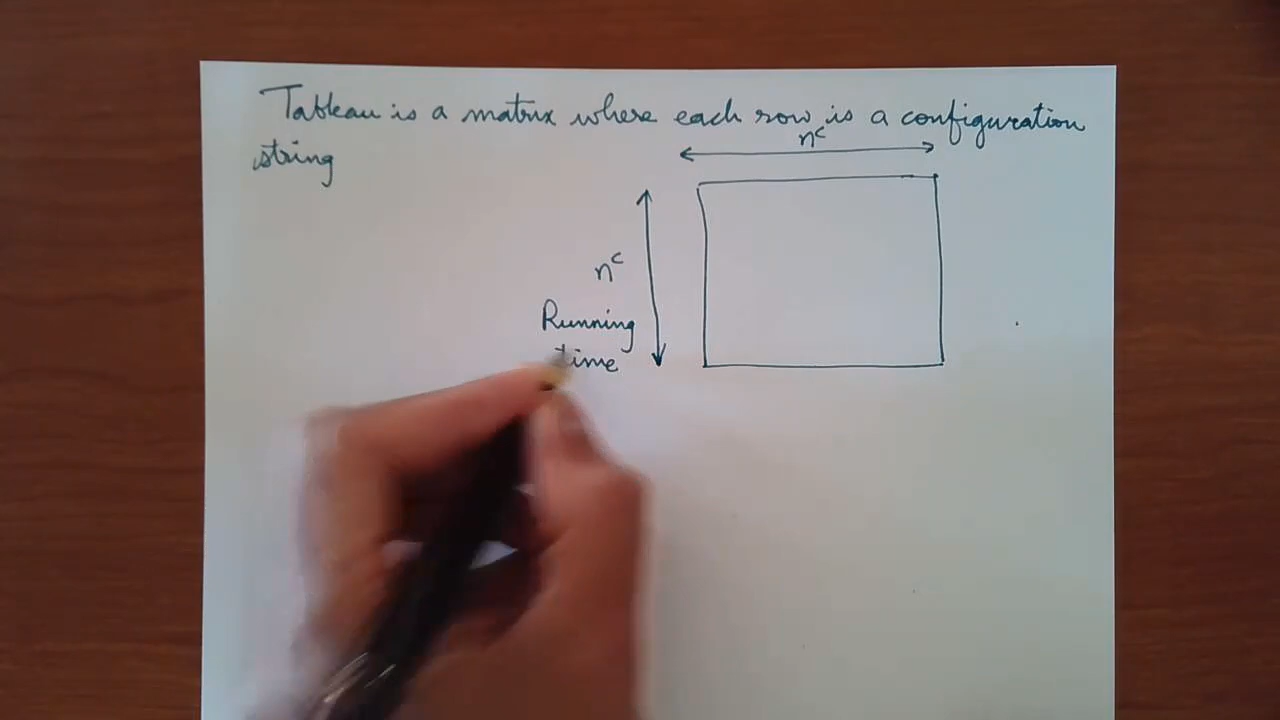 Tableau is a matrix where each row is a configuration
string
n^c
n^c
Running
time